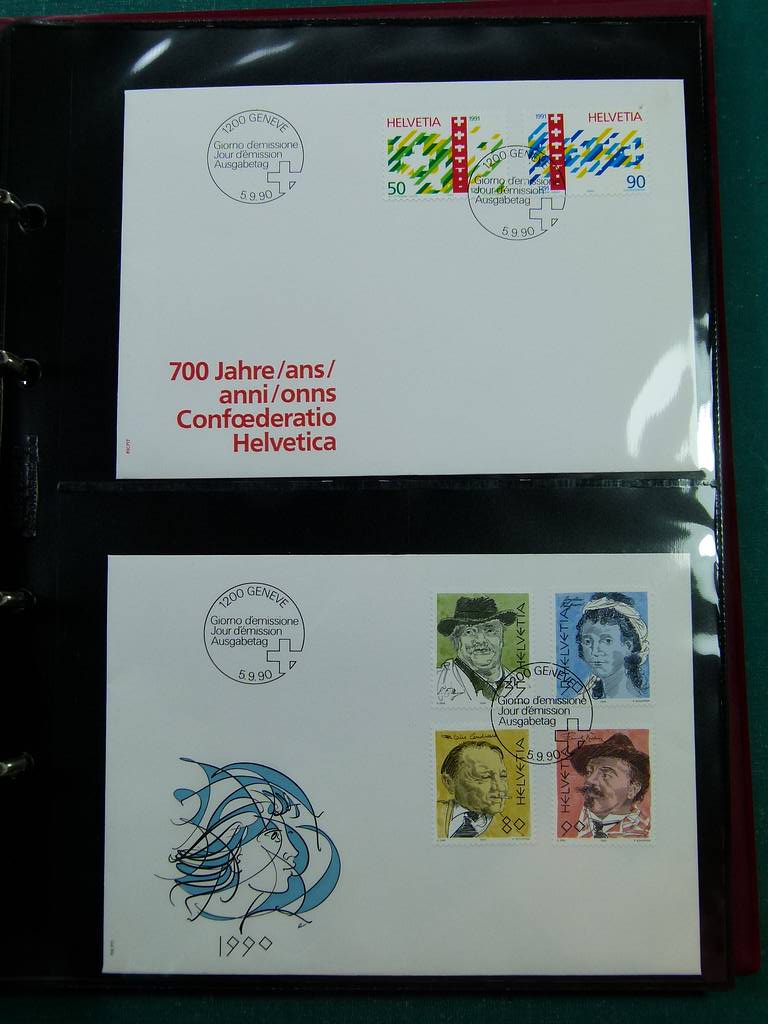 1200 GENEVE
Giorno d'emissione
Jour d'émission
Ausgabetag
5.9.90
HELVETIA
1991
50
1991
HELVETIA
1991
90
1200 GENEVE
Giorno d'emissione
Jour d'émission
Ausgabetag
5.9.90
700 Jahre/ans/
anni/onns
Confœderatio
Helvetica
1200 GENEVE
Giorno d'emissione
Jour d'émission
Ausgabetag
5.9.90
HELVETIA
HELVETIA
1200 GENEVE
Giorno d'emissione
Jour d'émission
Ausgabetag
5.9.90
HELVETIA
80
HELVETIA
90
1990